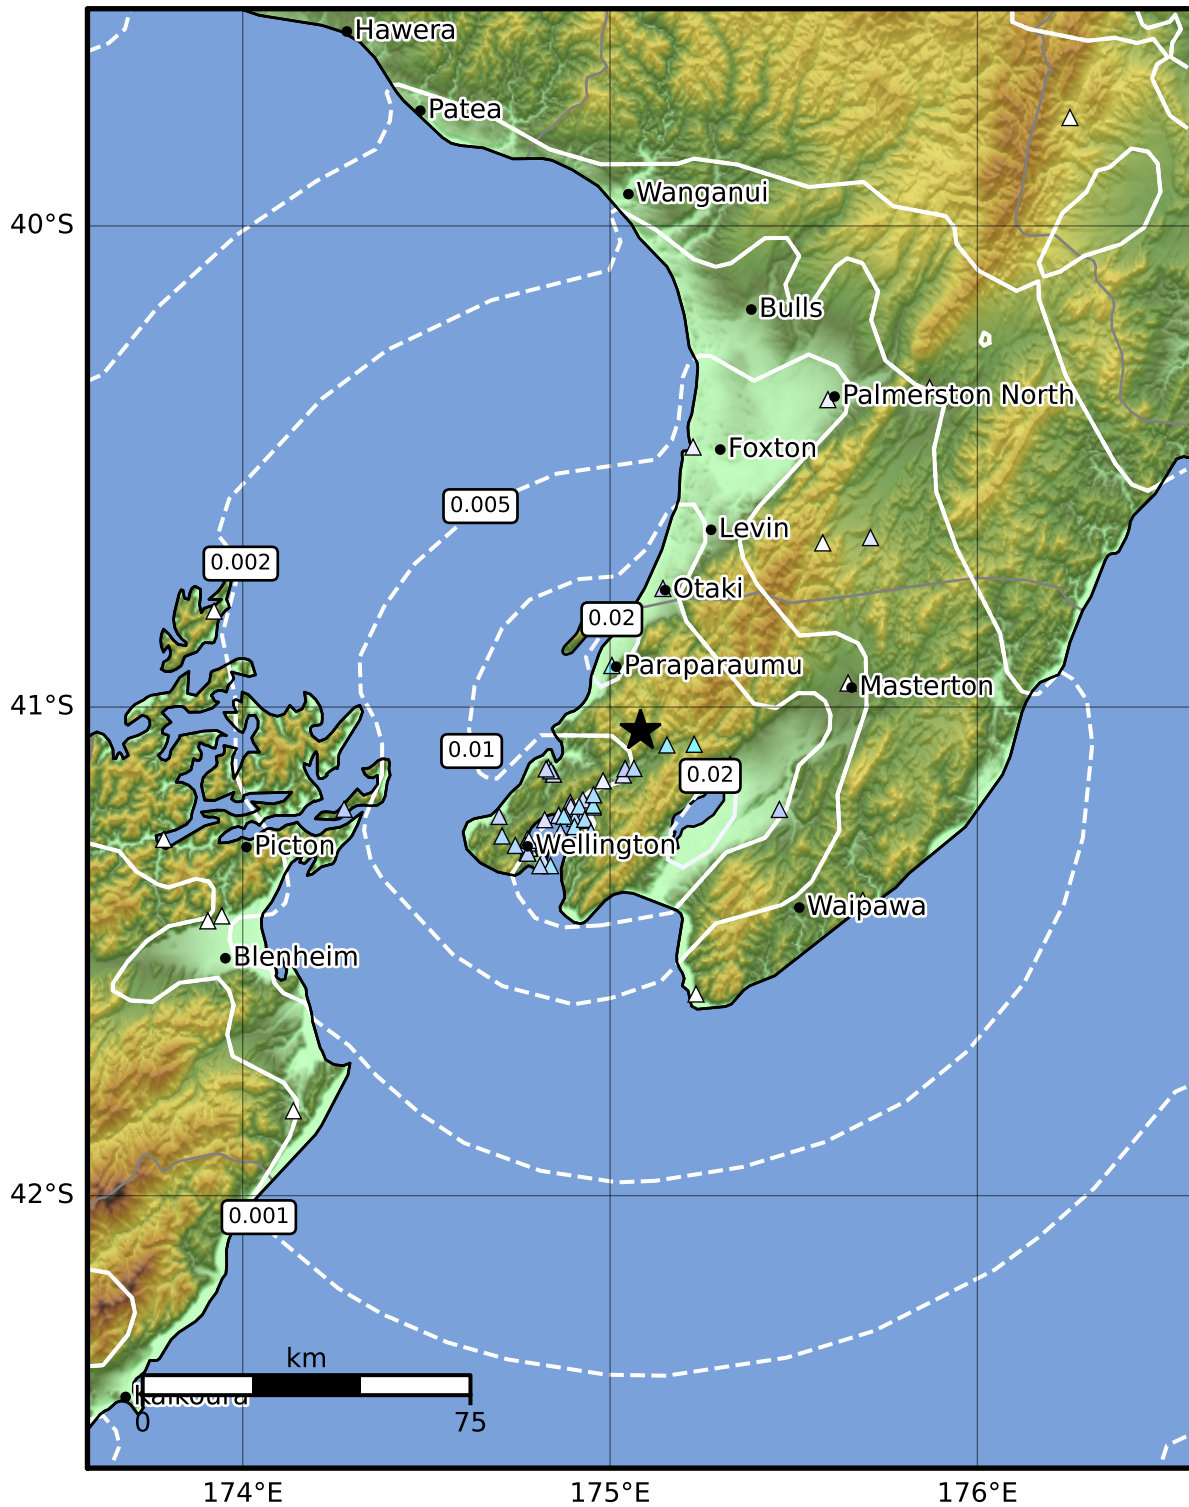 Hawera
Patea
Wanganui
40°S
Bulls
Palmerston North
Foxton
0.005
Levin
0.002
Otaki
0.02
Paraparaumu
Masterton
41°S
0.01
0.02
Picton
Wellington
Waipawa
Blenheim
42°S
0.001
km
Kaikoura
0
75
174°E
175°E
176°E